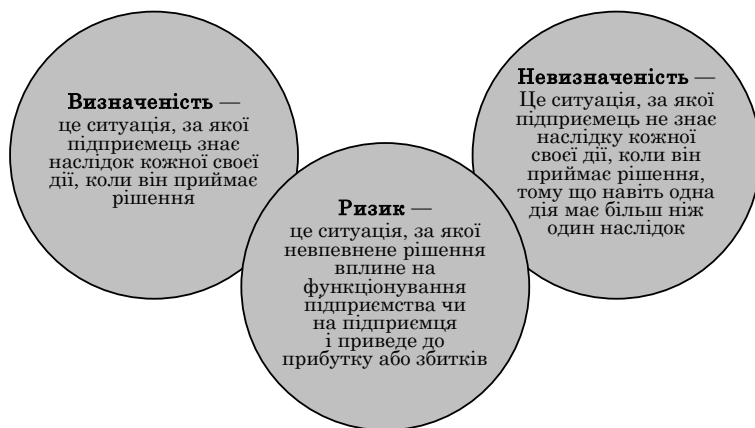 Визначеність —
це ситуація, за якої
підприємець знає
наслідок кожної своєї
дії, коли він приймає
рішення
Ризик —
це ситуація, за якої
невпевнене рішення
вплине на
функціонування
підприємства чи
на підприємця
і приведе до
прибутку або збитків
Невизначеність —
Це ситуація, за якої
підприємець не знає
наслідку кожної
своєї дії, коли він
приймає рішення,
тому що навіть одна
дія має більш ніж
один наслідок